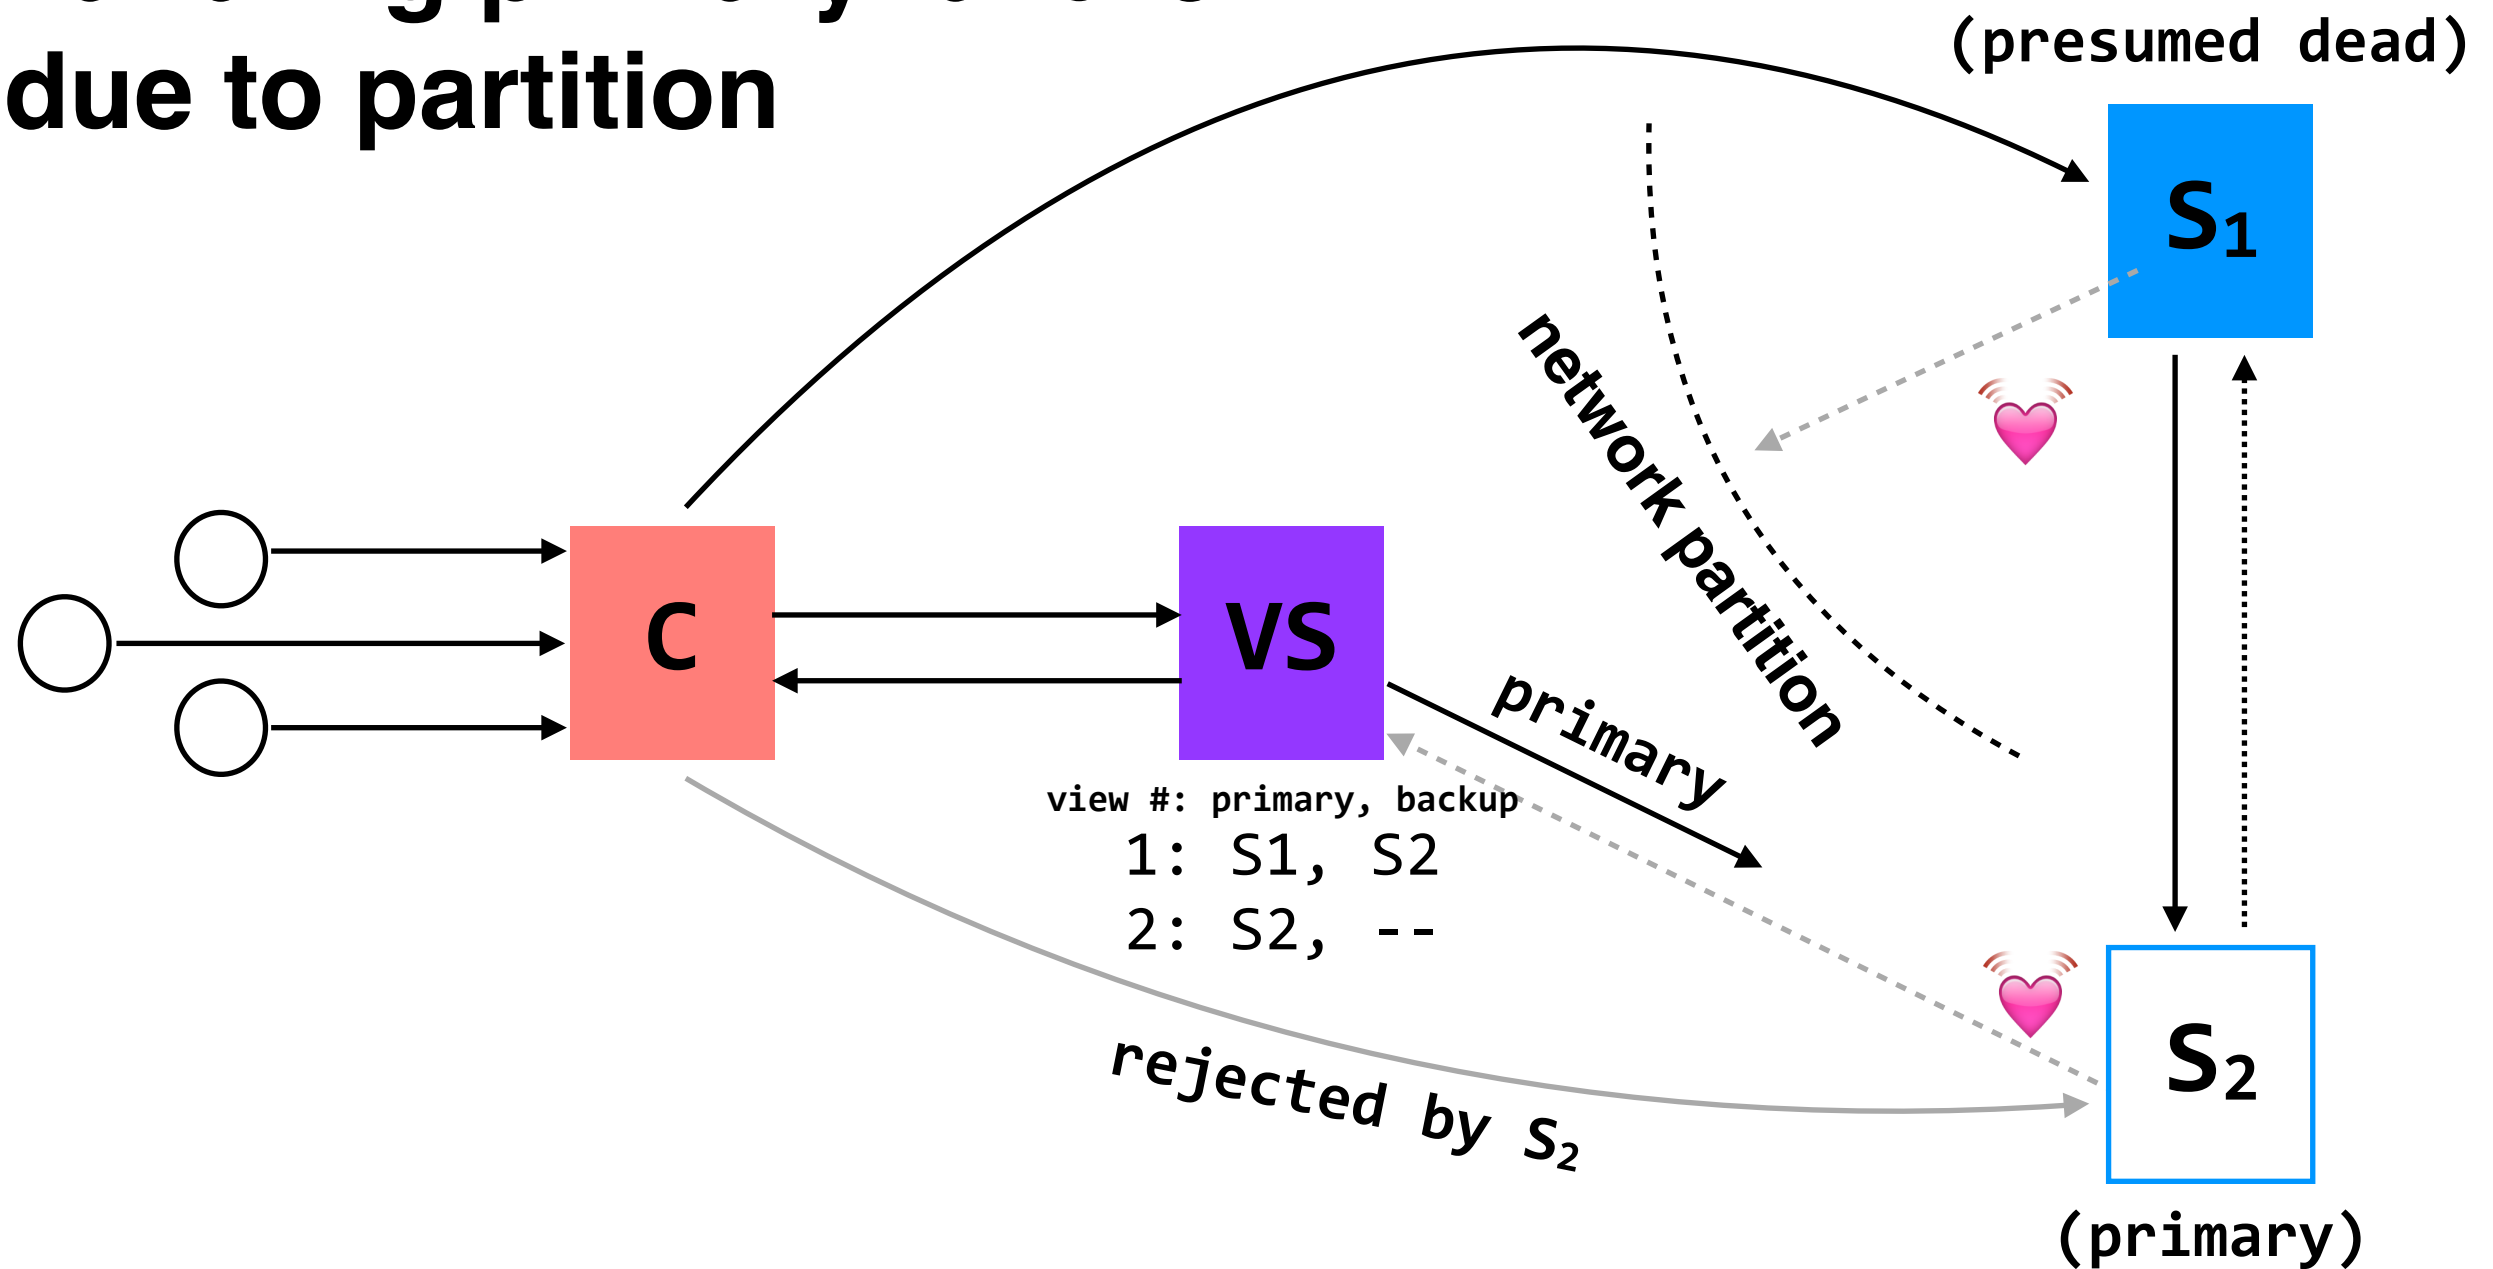 due to partition
(presumed dead)
S₁
network partition
C
VS
primary
view #: primary, backup
1: S1, S2
2: S2, --
rejected by S₂
S₂
(primary)